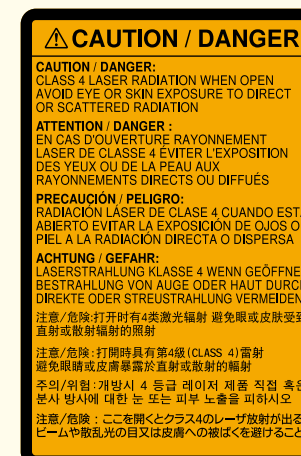 ⚠ CAUTION / DANGER
CAUTION / DANGER:
CLASS 4 LASER RADIATION WHEN OPEN
AVOID EYE OR SKIN EXPOSURE TO DIRECT
OR SCATTERED RADIATION
ATTENTION / DANGER :
EN CAS D'OUVERTURE RAYONNEMENT
LASER DE CLASSE 4 ÉVITER L'EXPOSITION
DES YEUX OU DE LA PEAU AUX
RAYONNEMENTS DIRECTS OU DIFFUÉS
PRECAUCIÓN / PELIGRO:
RADIACIÓN LÁSER DE CLASE 4 CUANDO EST
ABIERTO EVITAR LA EXPOSICIÓN DE OJOS O
PIEL A LA RADIACIÓN DIRECTA O DISPERSA
ACHTUNG / GEFAHR:
LASERSTRAHLUNG KLASSE 4 WENN GEÖFFNE
BESTRAHLUNG VON AUGE ODER HAUT DURC
DIREKTE ODER STREUSTRAHLUNG VERMEIDEN
注意/危险:打开时有4类激光辐射 避免眼或皮肤受到
直射或散射辐射的照射
注意/危険:打開時具有第4級(CLASS 4)雷射
避免眼睛或皮膚暴露於直射或散射的輻射
주의/위험:개방시 4 등급 레이저 제품 직접 혹은
분사 방사에 대한 눈 또는 피부 노출을 피하시오
注意/危険：ここを開くとクラス4のレーザ放射が出る
ビームや散乱光の目又は皮膚への被ばくを避けること